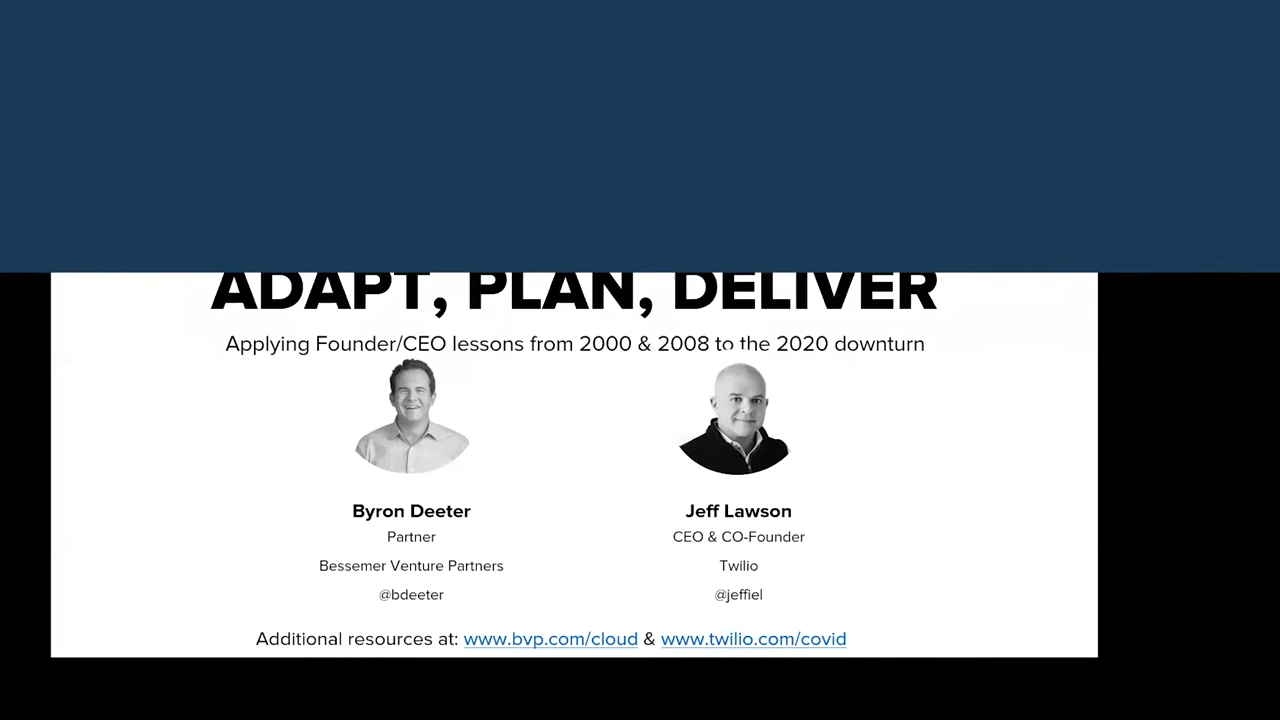 ADAPT, PLAN, DELIVER
Applying Founder/CEO lessons from 2000 & 2008 to the 2020 downturn
Byron Deeter
Jeff Lawson
Partner
CEO & CO-Founder
Bessemer Venture Partners
Twilio
@bdeeter
@jeffiel
Additional resources at: www.bvp.com/cloud & www.twilio.com/covid